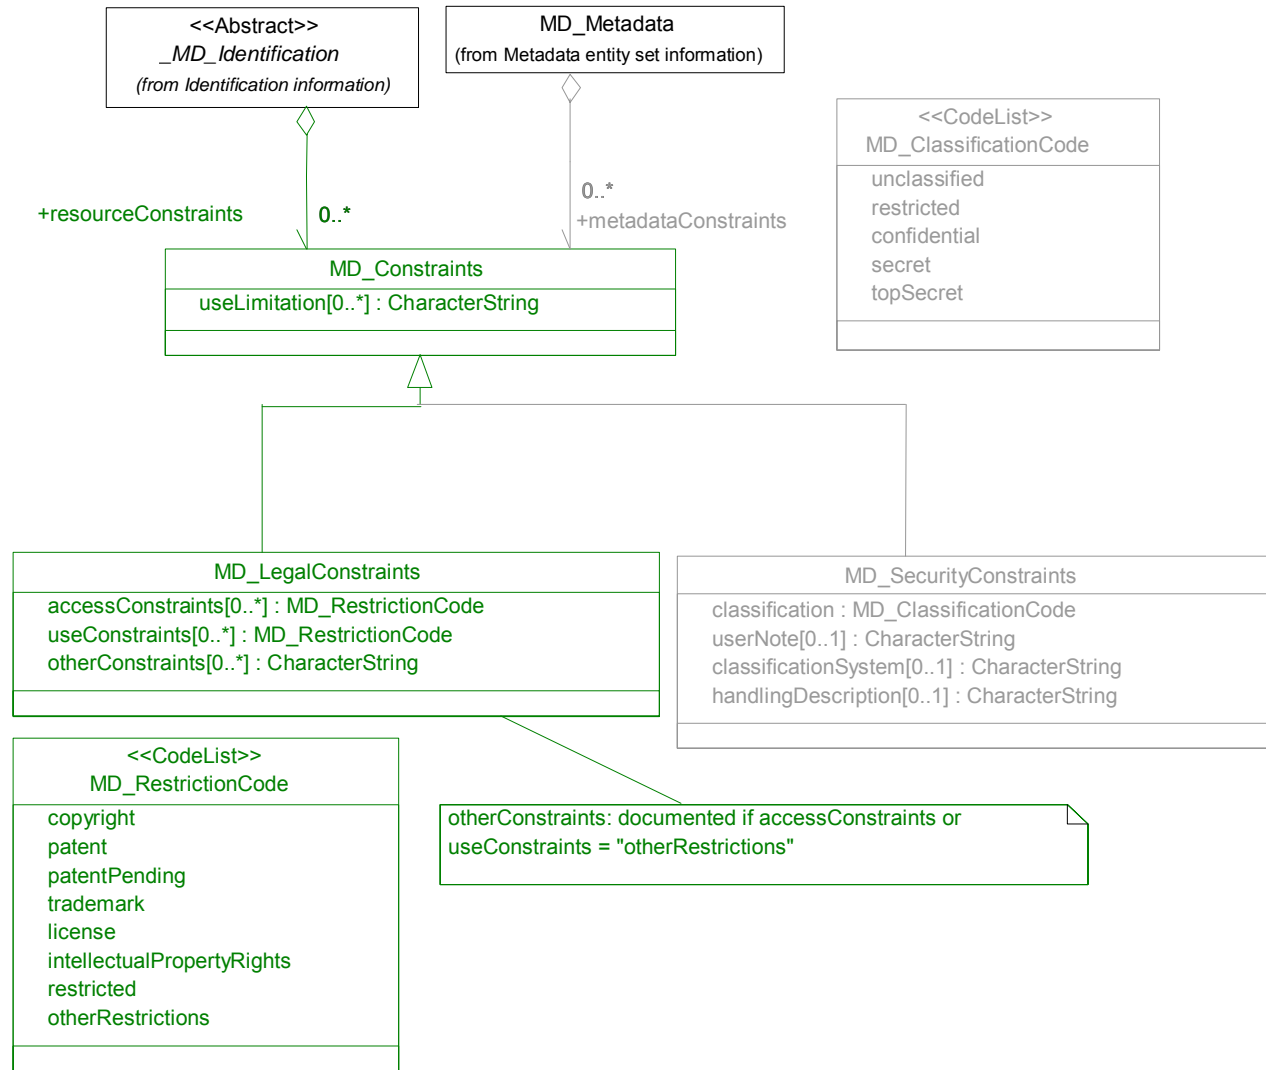 <<Abstract>>
_MD_Identification
(from Identification information)
MD_Metadata
(from Metadata entity set information)
<<CodeList>>
MD_ClassificationCode
unclassified
restricted
confidential
secret
topSecret
+resourceConstraints
0..*
0..*
+metadataConstraints
MD_Constraints
useLimitation[0..*] : CharacterString
MD_LegalConstraints
accessConstraints[0..*] : MD_RestrictionCode
useConstraints[0..*] : MD_RestrictionCode
otherConstraints[0..*] : CharacterString
MD_SecurityConstraints
classification : MD_ClassificationCode
userNote[0..1] : CharacterString
classificationSystem[0..1] : CharacterString
handlingDescription[0..1] : CharacterString
<<CodeList>>
MD_RestrictionCode
copyright
patent
patentPending
trademark
license
intellectualPropertyRights
restricted
otherRestrictions
otherConstraints: documented if accessConstraints or
useConstraints = "otherRestrictions"